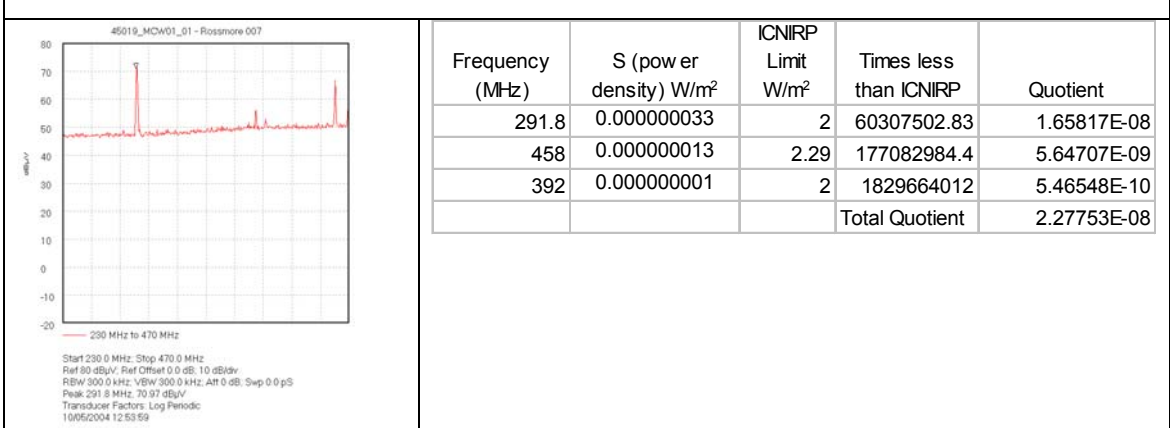 45019_MCW01_01 - Rossmore 007
80
70
60
50
40
30
20
10
0
-10
-20
dBµV
230 MHz to 470 MHz
Start 230.0 MHz; Stop 470.0 MHz
Ref 80 dBµV; Ref Offset 0.0 dB; 10 dB/div
RBW 300.0 kHz; VBW 300.0 kHz; Att 0 dB; Swp 0.0 pS
Peak 291.8 MHz, 70.97 dBµV
Transducer Factors: Log Periodic
10/05/2004 12:53:59
Frequency (MHz) S (power density) W/m² ICNIRP Limit W/m² Times less than ICNIRP Quotient
291.8 0.000000033 2 60307502.83 1.65817E-08
458 0.000000013 2.29 177082984.4 5.64707E-09
392 0.000000001 2 1829664012 5.46548E-10
Total Quotient 2.27753E-08